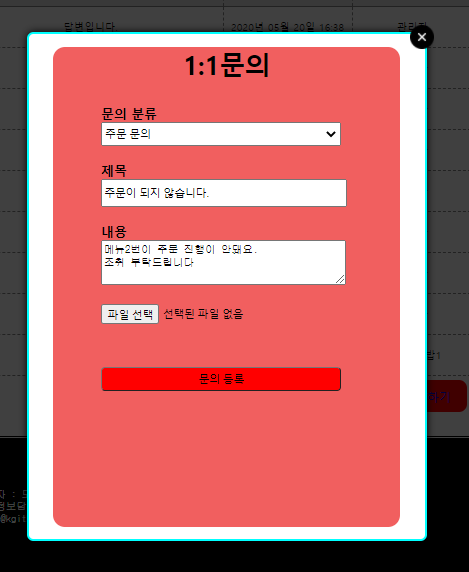 답변입니다. 2020년 05월 20일 16:38
1:1문의
문의 분류
주문 문의
제목
주문이 되지 않습니다.
내용
메뉴2번이 주문 진행이 안돼요.
조취 부탁드립니다
파일 선택 선택된 파일 없음
문의 등록